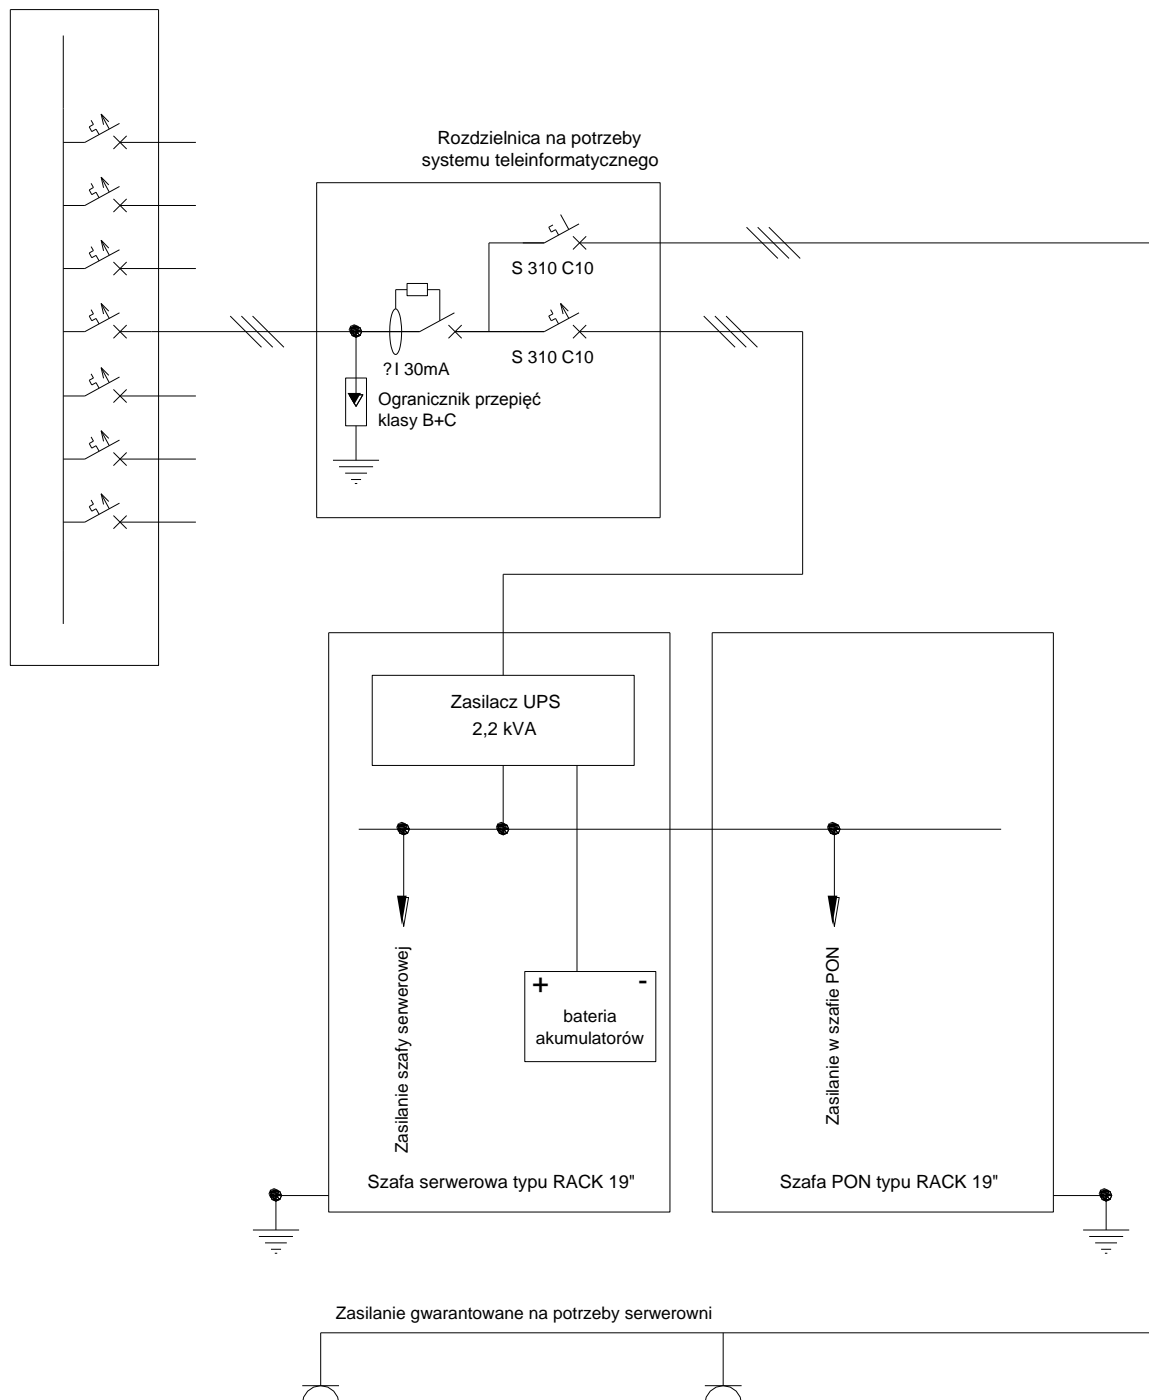 Rozdzielnica na potrzeby
systemu teleinformatycznego
S 310 C10
?I 30mA
S 310 C10
Ogranicznik przepięć
klasy B+C
Zasilacz UPS
2,2 kVA
Zasilanie szafy serwerowej
+ -
bateria
akumulatorów
Zasilanie w szafie PON
Szafa serwerowa typu RACK 19"
Szafa PON typu RACK 19"
Zasilanie gwarantowane na potrzeby serwerowni